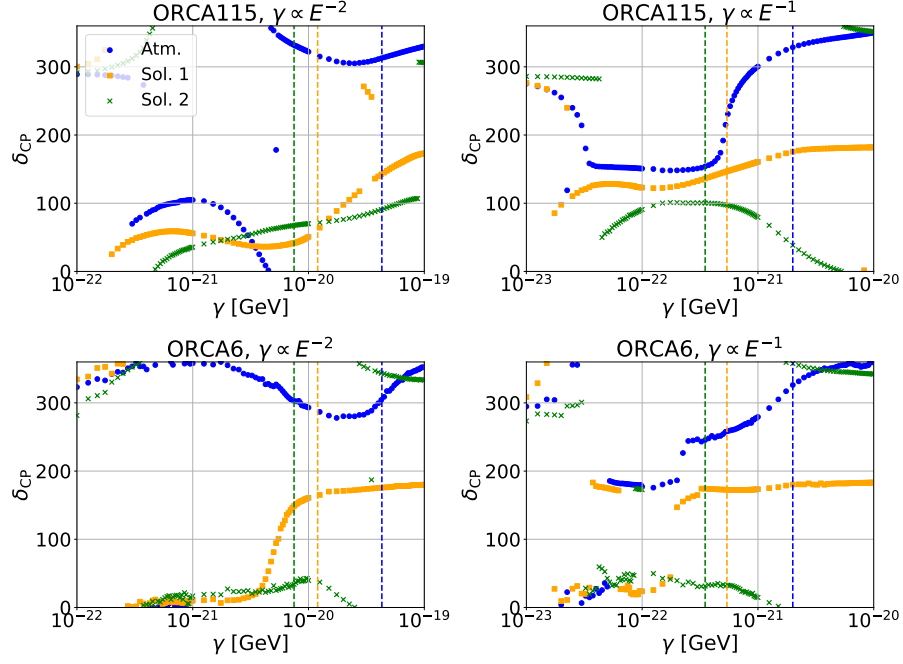 ORCA115, γ ∝ E⁻²
ORCA115, γ ∝ E⁻¹
Atm.
Sol. 1
Sol. 2
δCP
300
200
100
0
10⁻²²
10⁻²¹
10⁻²⁰
10⁻¹⁹
γ [GeV]
δCP
300
200
100
0
10⁻²³
10⁻²²
10⁻²¹
10⁻²⁰
γ [GeV]
ORCA6, γ ∝ E⁻²
ORCA6, γ ∝ E⁻¹
δCP
300
200
100
0
10⁻²²
10⁻²¹
10⁻²⁰
10⁻¹⁹
γ [GeV]
δCP
300
200
100
0
10⁻²³
10⁻²²
10⁻²¹
10⁻²⁰
γ [GeV]